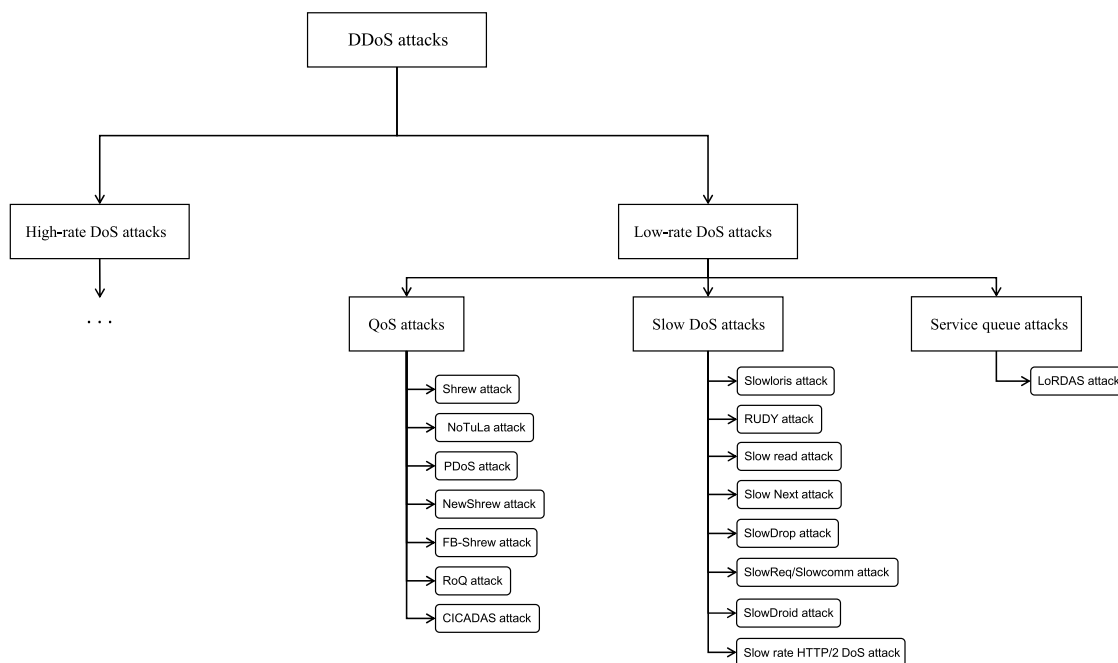 DDoS attacks
High-rate DoS attacks
Low-rate DoS attacks
. . .
QoS attacks
Slow DoS attacks
Service queue attacks
Shrew attack
NoTuLa attack
PDoS attack
NewShrew attack
FB-Shrew attack
RoQ attack
CICADAS attack
Slowloris attack
RUDY attack
Slow read attack
Slow Next attack
SlowDrop attack
SlowReq/Slowcomm attack
SlowDroid attack
Slow rate HTTP/2 DoS attack
LoRDAS attack